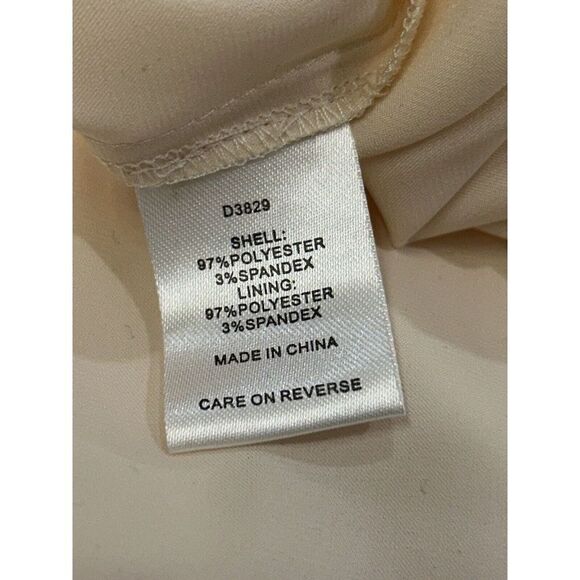 D3829
SHELL:
97%POLYESTER
3%SPANDEX
LINING:
97%POLYESTER
3%SPANDEX
MADE IN CHINA
CARE ON REVERSE